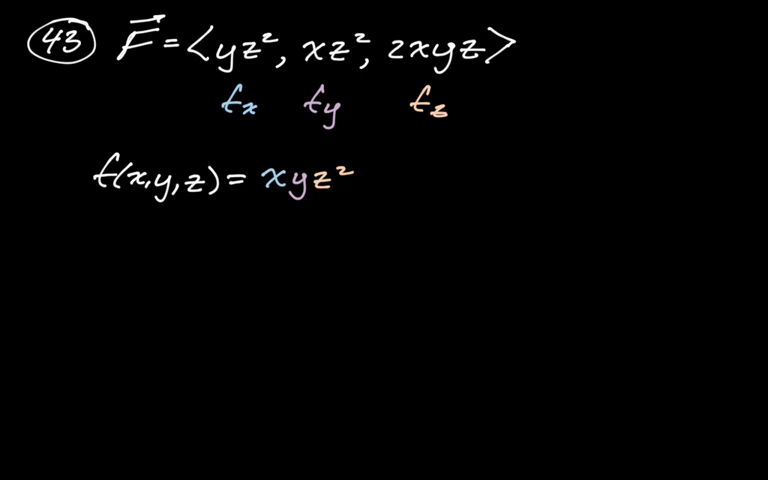 43 F⃗ = ⟨yz², xz², 2xyz⟩
fx fy fz
f(x,y,z) = xyz²